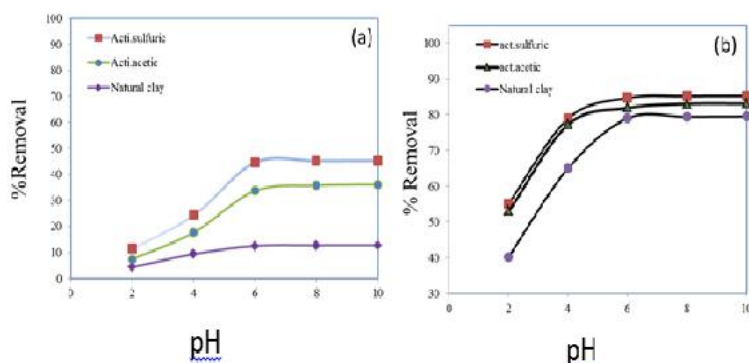 (a)
Acti.sulfuric
Acti.acetic
Natural clay
%Removal
100
90
80
70
60
50
40
30
20
10
0
0 2 4 6 8 10
pH
(b)
act.sulfuric
act.acetic
Natural clay
% Removal
100
90
80
70
60
50
40
30
0 2 4 6 8 10
pH